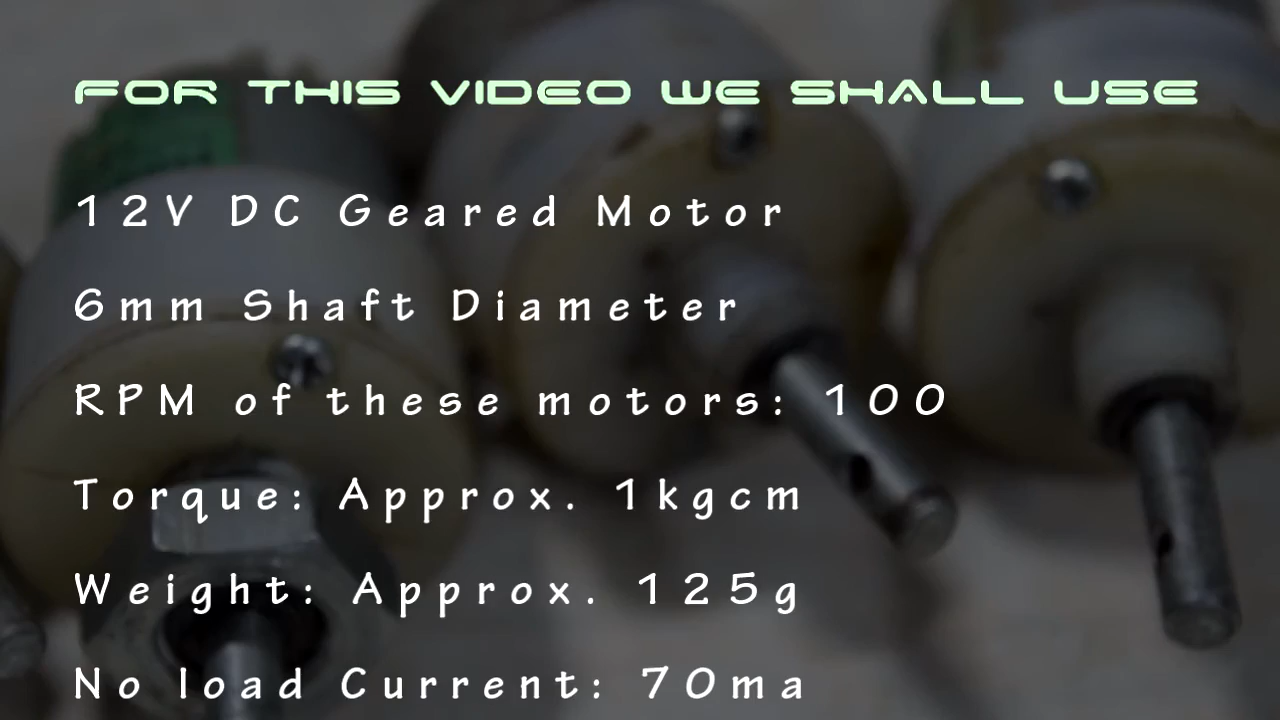 FOR THIS VIDEO WE SHALL USE
12V DC Geared Motor
6mm Shaft Diameter
RPM of these motors: 100
Torque: Approx. 1kgcm
Weight: Approx. 125g
No load Current: 70ma